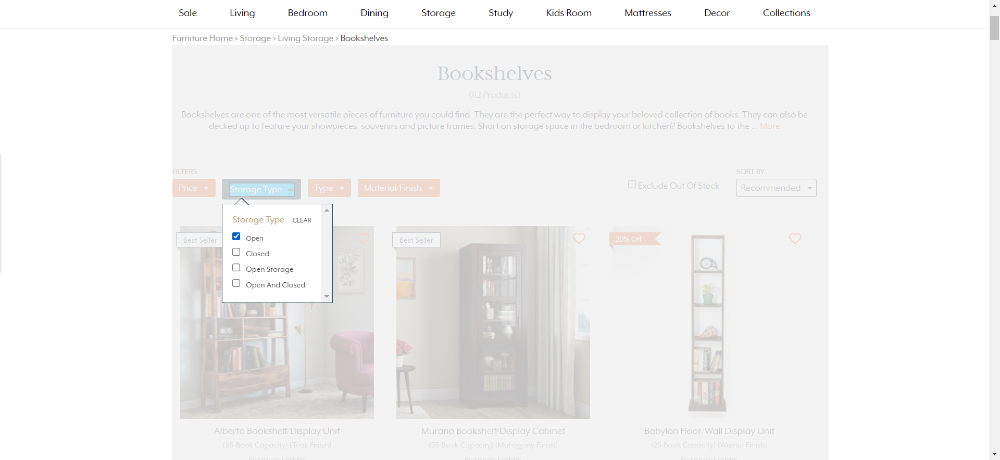 Sale Living Bedroom Dining Storage Study Kids Room Mattresses Decor Collections
Furniture Home > Storage > Living Storage > Bookshelves
Bookshelves
(112 Products)
Bookshelves are one of the most versatile pieces of furniture you could find. They are the perfect way to display your beloved collection of books. They can also be
decked up to feature your showpieces, souvenirs and picture frames. Short on storage space in the bedroom or kitchen? Bookshelves to the ... More
FILTERS
SORT BY
Price Storage Type Type Material/Finish
Exclude Out Of Stock
Recommended
Storage Type CLEAR
Open
Closed
Open Storage
Open And Closed
Best Seller
Best Seller
20% Off
Alberto Bookshelf/Display Unit
(85-Book Capacity) (Teak Finish)
By Urban Ladder
Murano Bookshelf/Display Cabinet
(55-Book Capacity) (Mahogany Finish)
By Urban Ladder
Babylon Floor/Wall Display Unit
(25-Book Capacity) (Walnut Finish)
By Urban Ladder